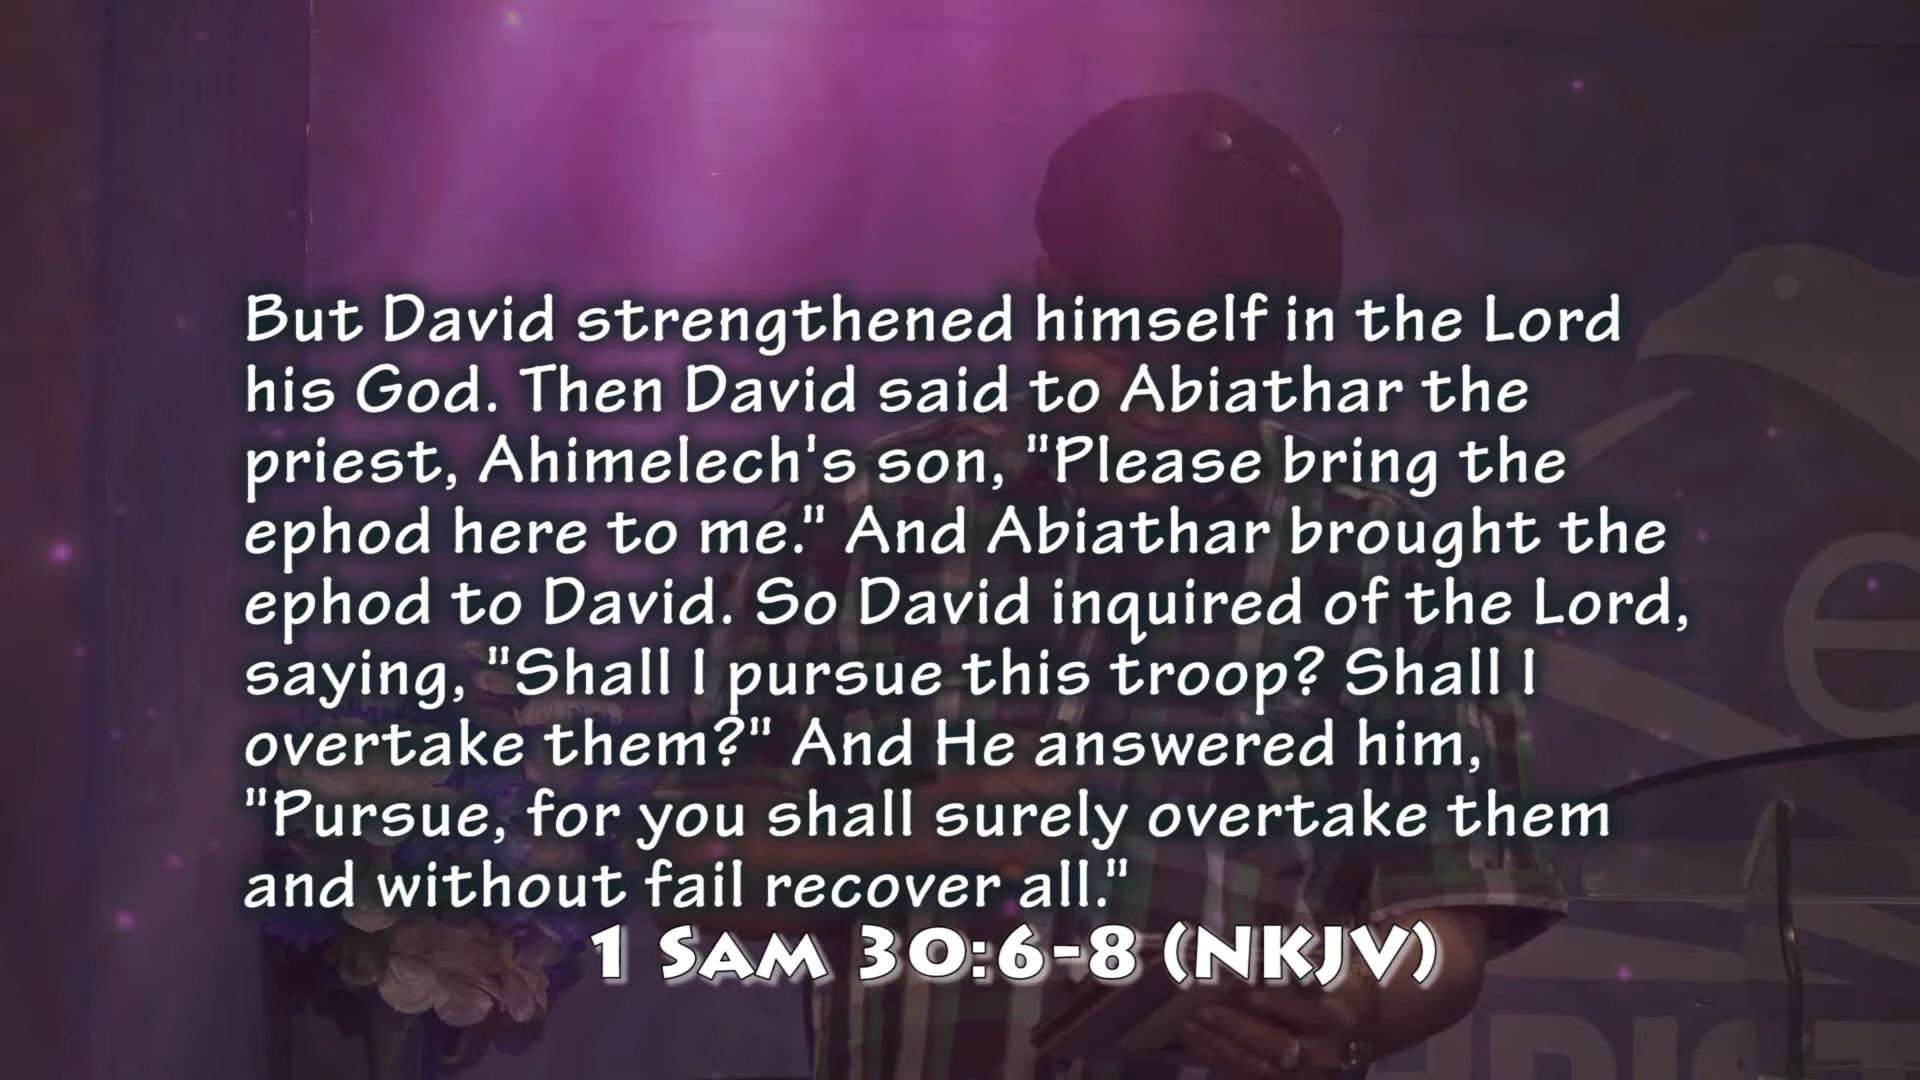 But David strengthened himself in the Lord
his God. Then David said to Abiathar the
priest, Ahimelech's son, "Please bring the
ephod here to me." And Abiathar brought the
ephod to David. So David inquired of the Lord,
saying, "Shall I pursue this troop? Shall I
overtake them?" And He answered him,
"Pursue, for you shall surely overtake them
and without fail recover all."
1 SAM 30:6-8 (NKJV)